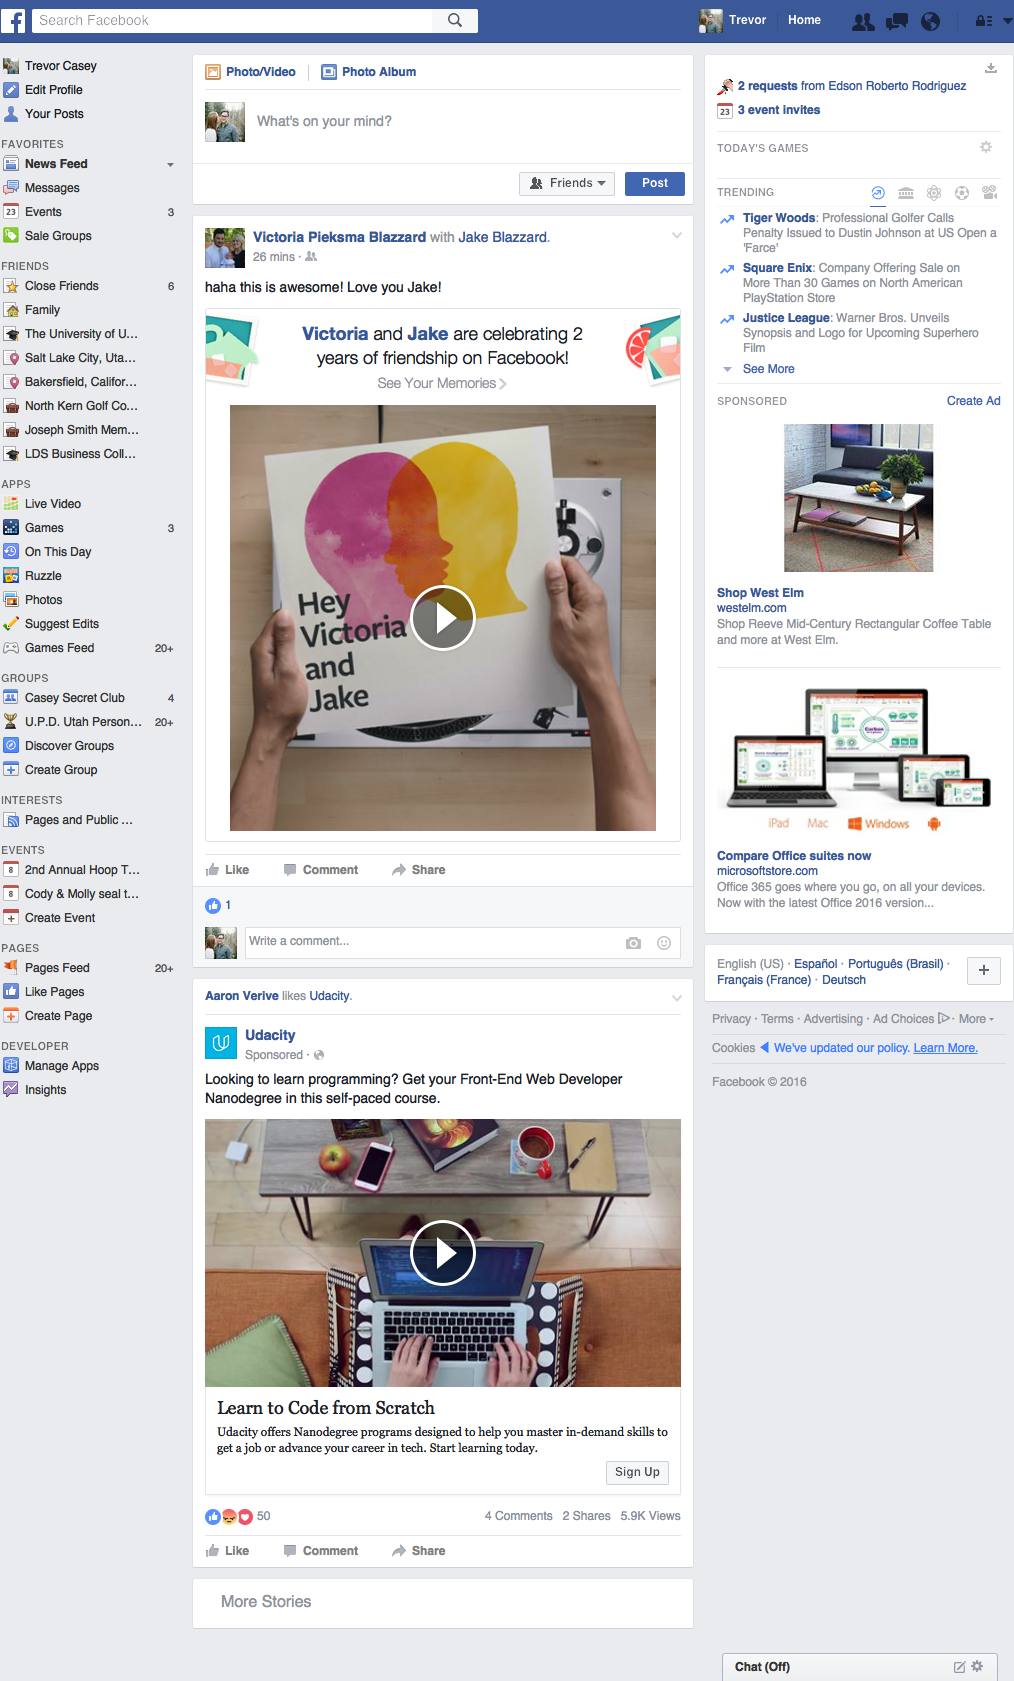 f
Search Facebook
Trevor
Home
Trevor Casey
Edit Profile
Your Posts
FAVORITES
News Feed
Messages
23 Events 3
Sale Groups
FRIENDS
Close Friends 6
Family
The University of U...
Salt Lake City, Uta...
Bakersfield, Califor...
North Kern Golf Co...
Joseph Smith Mem...
LDS Business Coll...
APPS
Live Video
Games 3
On This Day
Ruzzle
Photos
Suggest Edits
Games Feed 20+
GROUPS
Casey Secret Club 4
U.P.D. Utah Person... 20+
Discover Groups
Create Group
INTERESTS
Pages and Public ...
EVENTS
8 2nd Annual Hoop T...
8 Cody & Molly seal t...
Create Event
PAGES
Pages Feed 20+
Like Pages
Create Page
DEVELOPER
Manage Apps
Insights
Photo/Video
Photo Album
What's on your mind?
Friends
Post
Victoria Pieksma Blazzard with Jake Blazzard.
26 mins ·
haha this is awesome! Love you Jake!
Victoria and Jake are celebrating 2
years of friendship on Facebook!
See Your Memories
Hey
Victoria
and
Jake
Like Comment Share
1
Write a comment...
Aaron Verive likes Udacity.
Udacity
Sponsored ·
Looking to learn programming? Get your Front-End Web Developer
Nanodegree in this self-paced course.
Learn to Code from Scratch
Udacity offers Nanodegree programs designed to help you master in-demand skills to
get a job or advance your career in tech. Start learning today.
Sign Up
50
4 Comments 2 Shares 5.9K Views
Like Comment Share
More Stories
2 requests from Edson Roberto Rodriguez
23 3 event invites
TODAY'S GAMES
TRENDING
Tiger Woods: Professional Golfer Calls
Penalty Issued to Dustin Johnson at US Open a
'Farce'
Square Enix: Company Offering Sale on
More Than 30 Games on North American
PlayStation Store
Justice League: Warner Bros. Unveils
Synopsis and Logo for Upcoming Superhero
Film
See More
SPONSORED
Create Ad
Shop West Elm
westelm.com
Shop Reeve Mid-Century Rectangular Coffee Table
and more at West Elm.
Carbon
iPad Mac Windows
Compare Office suites now
microsoftstore.com
Office 365 goes where you go, on all your devices.
Now with the latest Office 2016 version...
English (US) · Español · Português (Brasil) ·
Français (France) · Deutsch
+
Privacy · Terms · Advertising · Ad Choices · More
Cookies We've updated our policy. Learn More.
Facebook © 2016
Chat (Off)